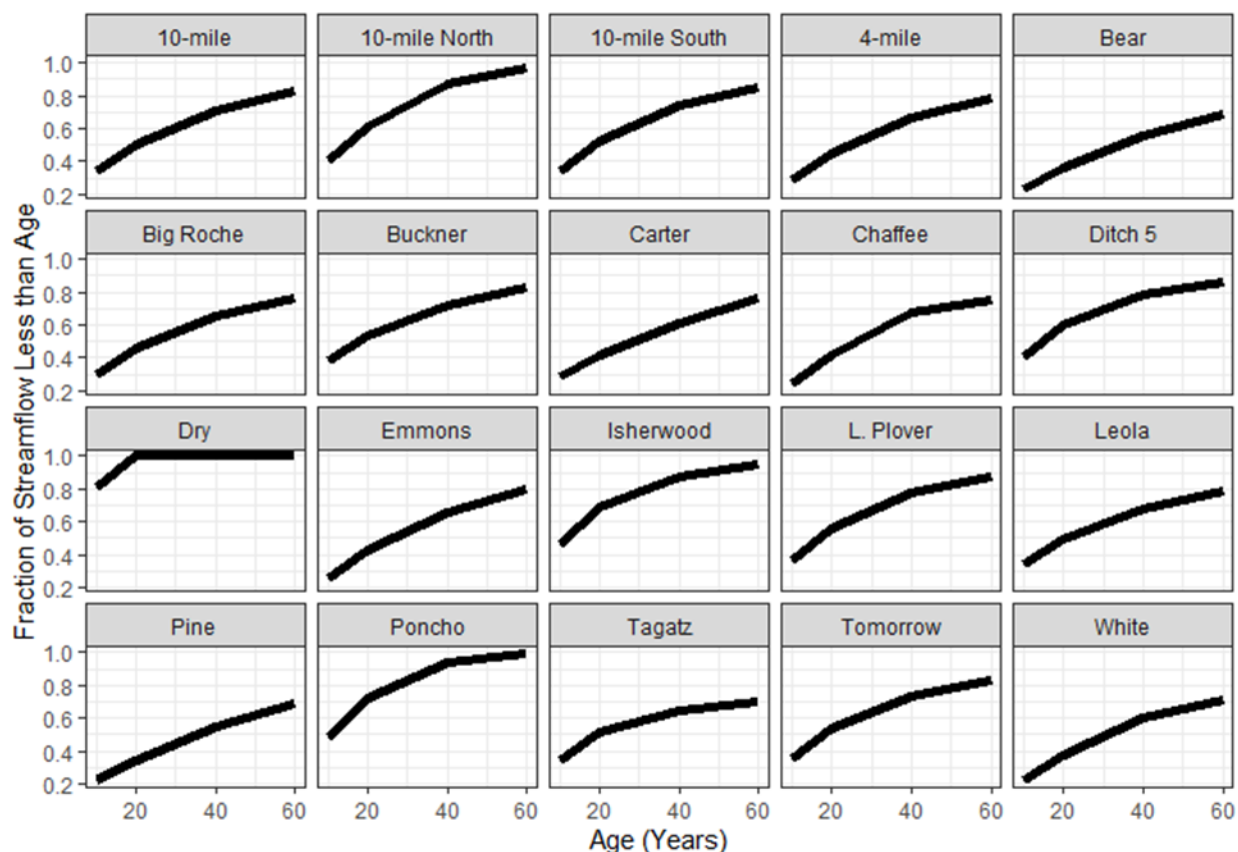 10-mile 10-mile North 10-mile South 4-mile Bear
1.0
0.8
0.6
0.4
0.2
Big Roche Buckner Carter Chaffee Ditch 5
1.0
0.8
0.6
0.4
0.2
Dry Emmons Isherwood L. Plover Leola
1.0
0.8
0.6
0.4
0.2
Pine Poncho Tagatz Tomorrow White
1.0
0.8
0.6
0.4
0.2
20 40 60 20 40 60 20 40 60 20 40 60 20 40 60
Age (Years)
Fraction of Streamflow Less than Age